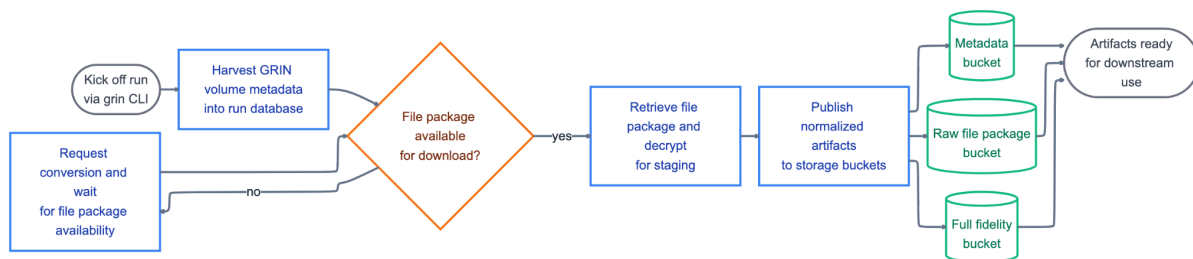 Kick off run
via grin CLI
Harvest GRIN
volume metadata
into run database
Request
conversion and
wait
for file package
availability
File package
available
for download?
no
yes
Retrieve file
package and
decrypt
for staging
Publish
normalized
artifacts
to storage buckets
Metadata
bucket
Raw file package
bucket
Full fidelity
bucket
Artifacts ready
for downstream
use